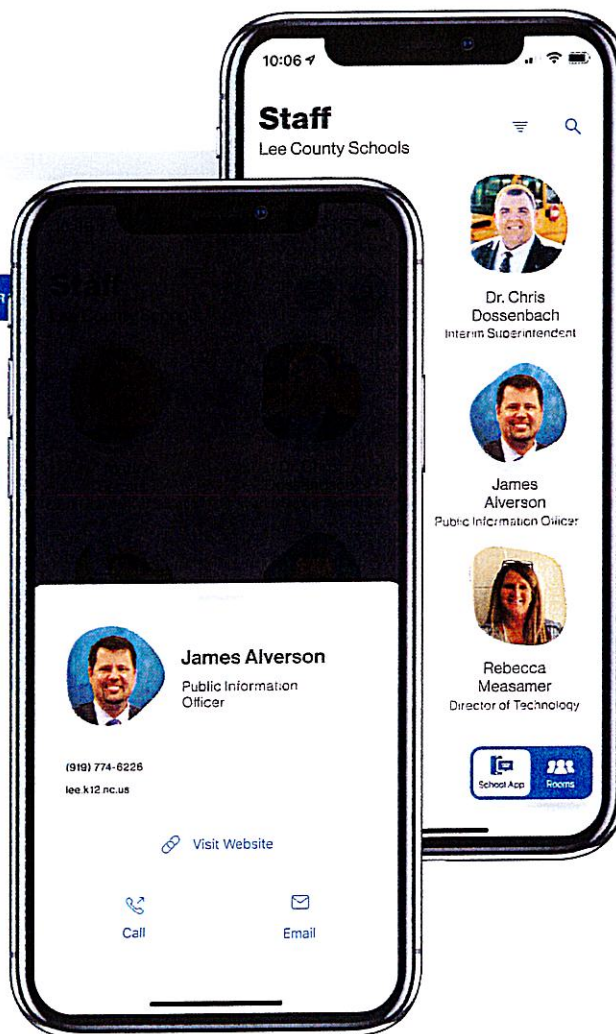 10:06
Staff
Lee County Schools
Dr. Chris
Dossenbach
Interim Superintendent
James
Alverson
Public Information Officer
Rebecca
Measamer
Director of Technology
School App
Rooms
Staff
James Alverson
Public Information
Officer
(919) 774-6226
lee.k12.nc.us
Visit Website
Call
Email